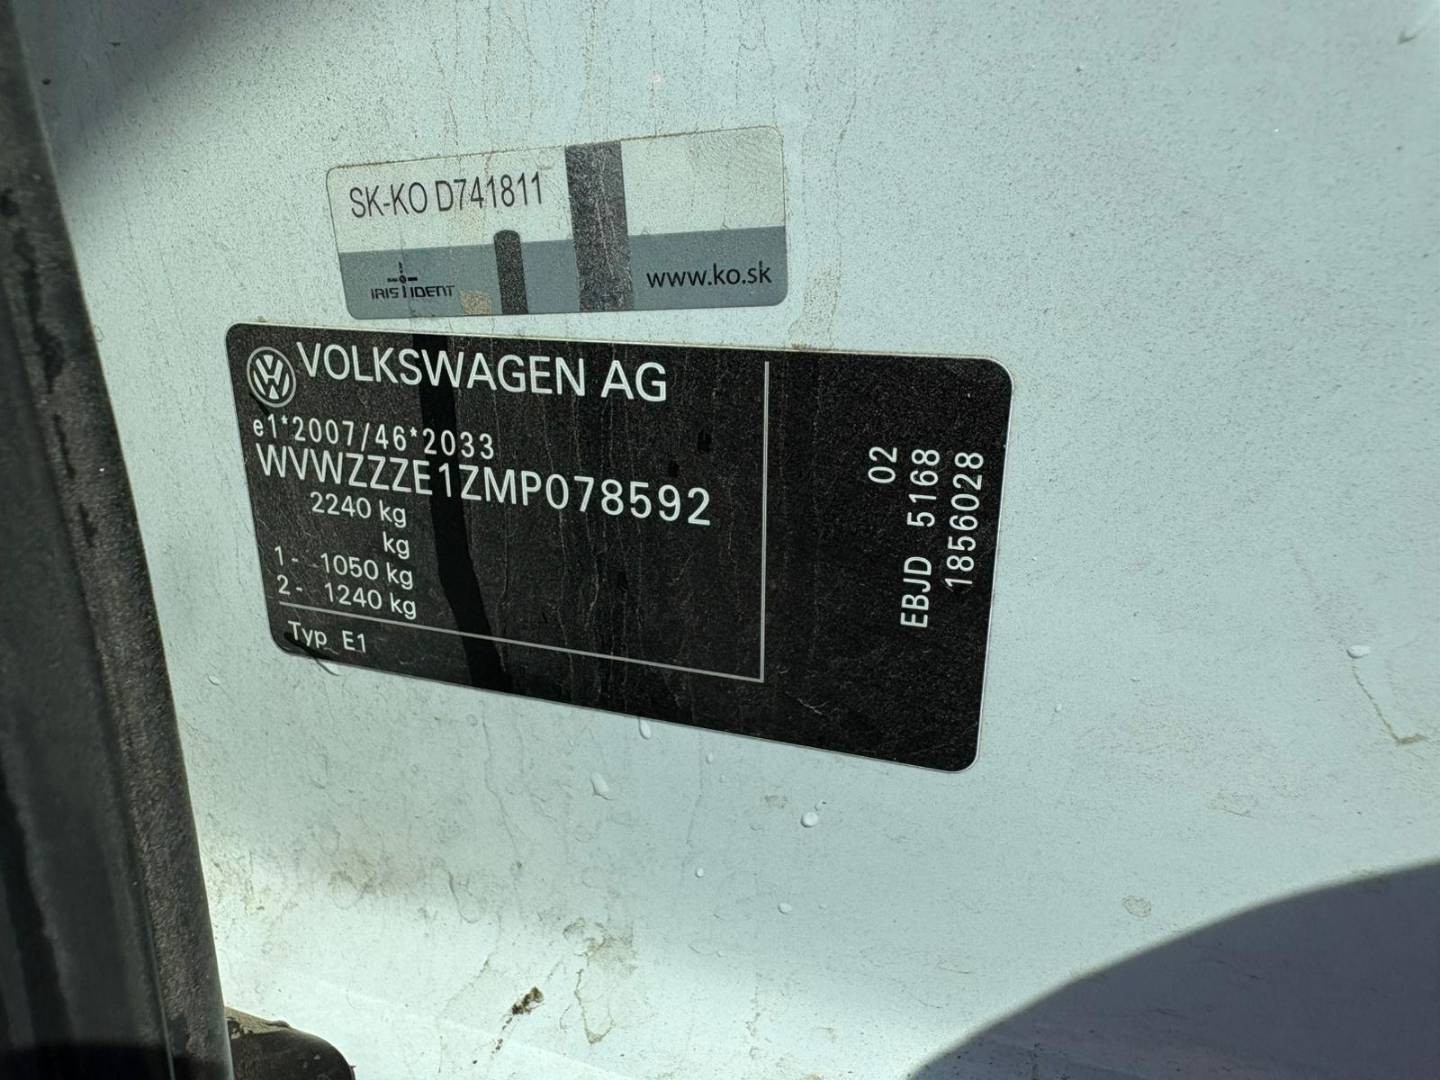 SK-KO D741811
IRIS IDENT
www.ko.sk
VOLKSWAGEN AG
e1*2007/46*2033
WVWZZZE1ZMP078592
2240 kg
kg
1- 1050 kg
2- 1240 kg
Typ E1
02
EBJD 5168
1856028